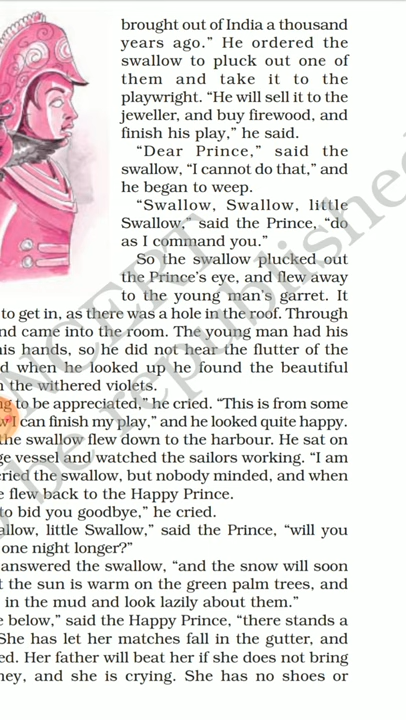 brought out of India a thousand
years ago.” He ordered the
swallow to pluck out one of
them and take it to the
playwright. “He will sell it to the
jeweller, and buy firewood, and
finish his play,” he said.
“Dear Prince,” said the
swallow, “I cannot do that,” and
he began to weep.
“Swallow, Swallow, little
Swallow,” said the Prince, “do
as I command you.”
So the swallow plucked out
the Prince’s eye, and flew away
to the young man’s garret. It
to get in, as there was a hole in the roof. Through
nd came into the room. The young man had his
his hands, so he did not hear the flutter of the
d when he looked up he found the beautiful
n the withered violets.
ng to be appreciated,” he cried. “This is from some
w I can finish my play,” and he looked quite happy.
the swallow flew down to the harbour. He sat on
ge vessel and watched the sailors working. “I am
cried the swallow, but nobody minded, and when
e flew back to the Happy Prince.
to bid you goodbye,” he cried.
allow, little Swallow,” said the Prince, “will you
one night longer?”
answered the swallow, “and the snow will soon
t the sun is warm on the green palm trees, and
in the mud and look lazily about them.”
e below,” said the Happy Prince, “there stands a
She has let her matches fall in the gutter, and
ed. Her father will beat her if she does not bring
ney, and she is crying. She has no shoes or
NCERT
be republished